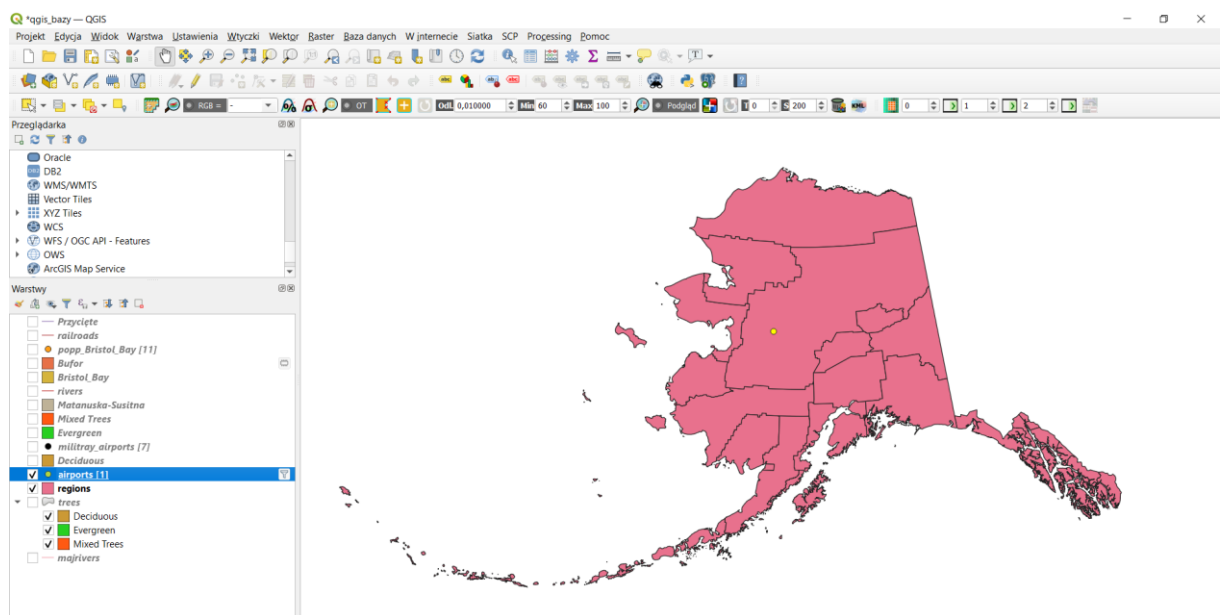 *qgis_bazy — QGIS
Projekt Edycja Widok Warstwa Ustawienia Wtyczki Wektor Raster Baza danych W internecie Siatka SCP Processing Pomoc
abc abc
RGB = - OT Odl. 0,010000 Min 60 Max 100 Podgląd T 0 S 200 KML 0 1 2
Przeglądarka
Oracle
DB2
WMS/WMTS
Vector Tiles
XYZ Tiles
WCS
WFS / OGC API - Features
OWS
ArcGIS Map Service
Warstwy
Przycięte
railroads
popp_Bristol_Bay [11]
Bufor
Bristol_Bay
rivers
Matanuska-Susitna
Mixed Trees
Evergreen
militray_airports [7]
Deciduous
airports [1]
regions
trees
Deciduous
Evergreen
Mixed Trees
majrivers